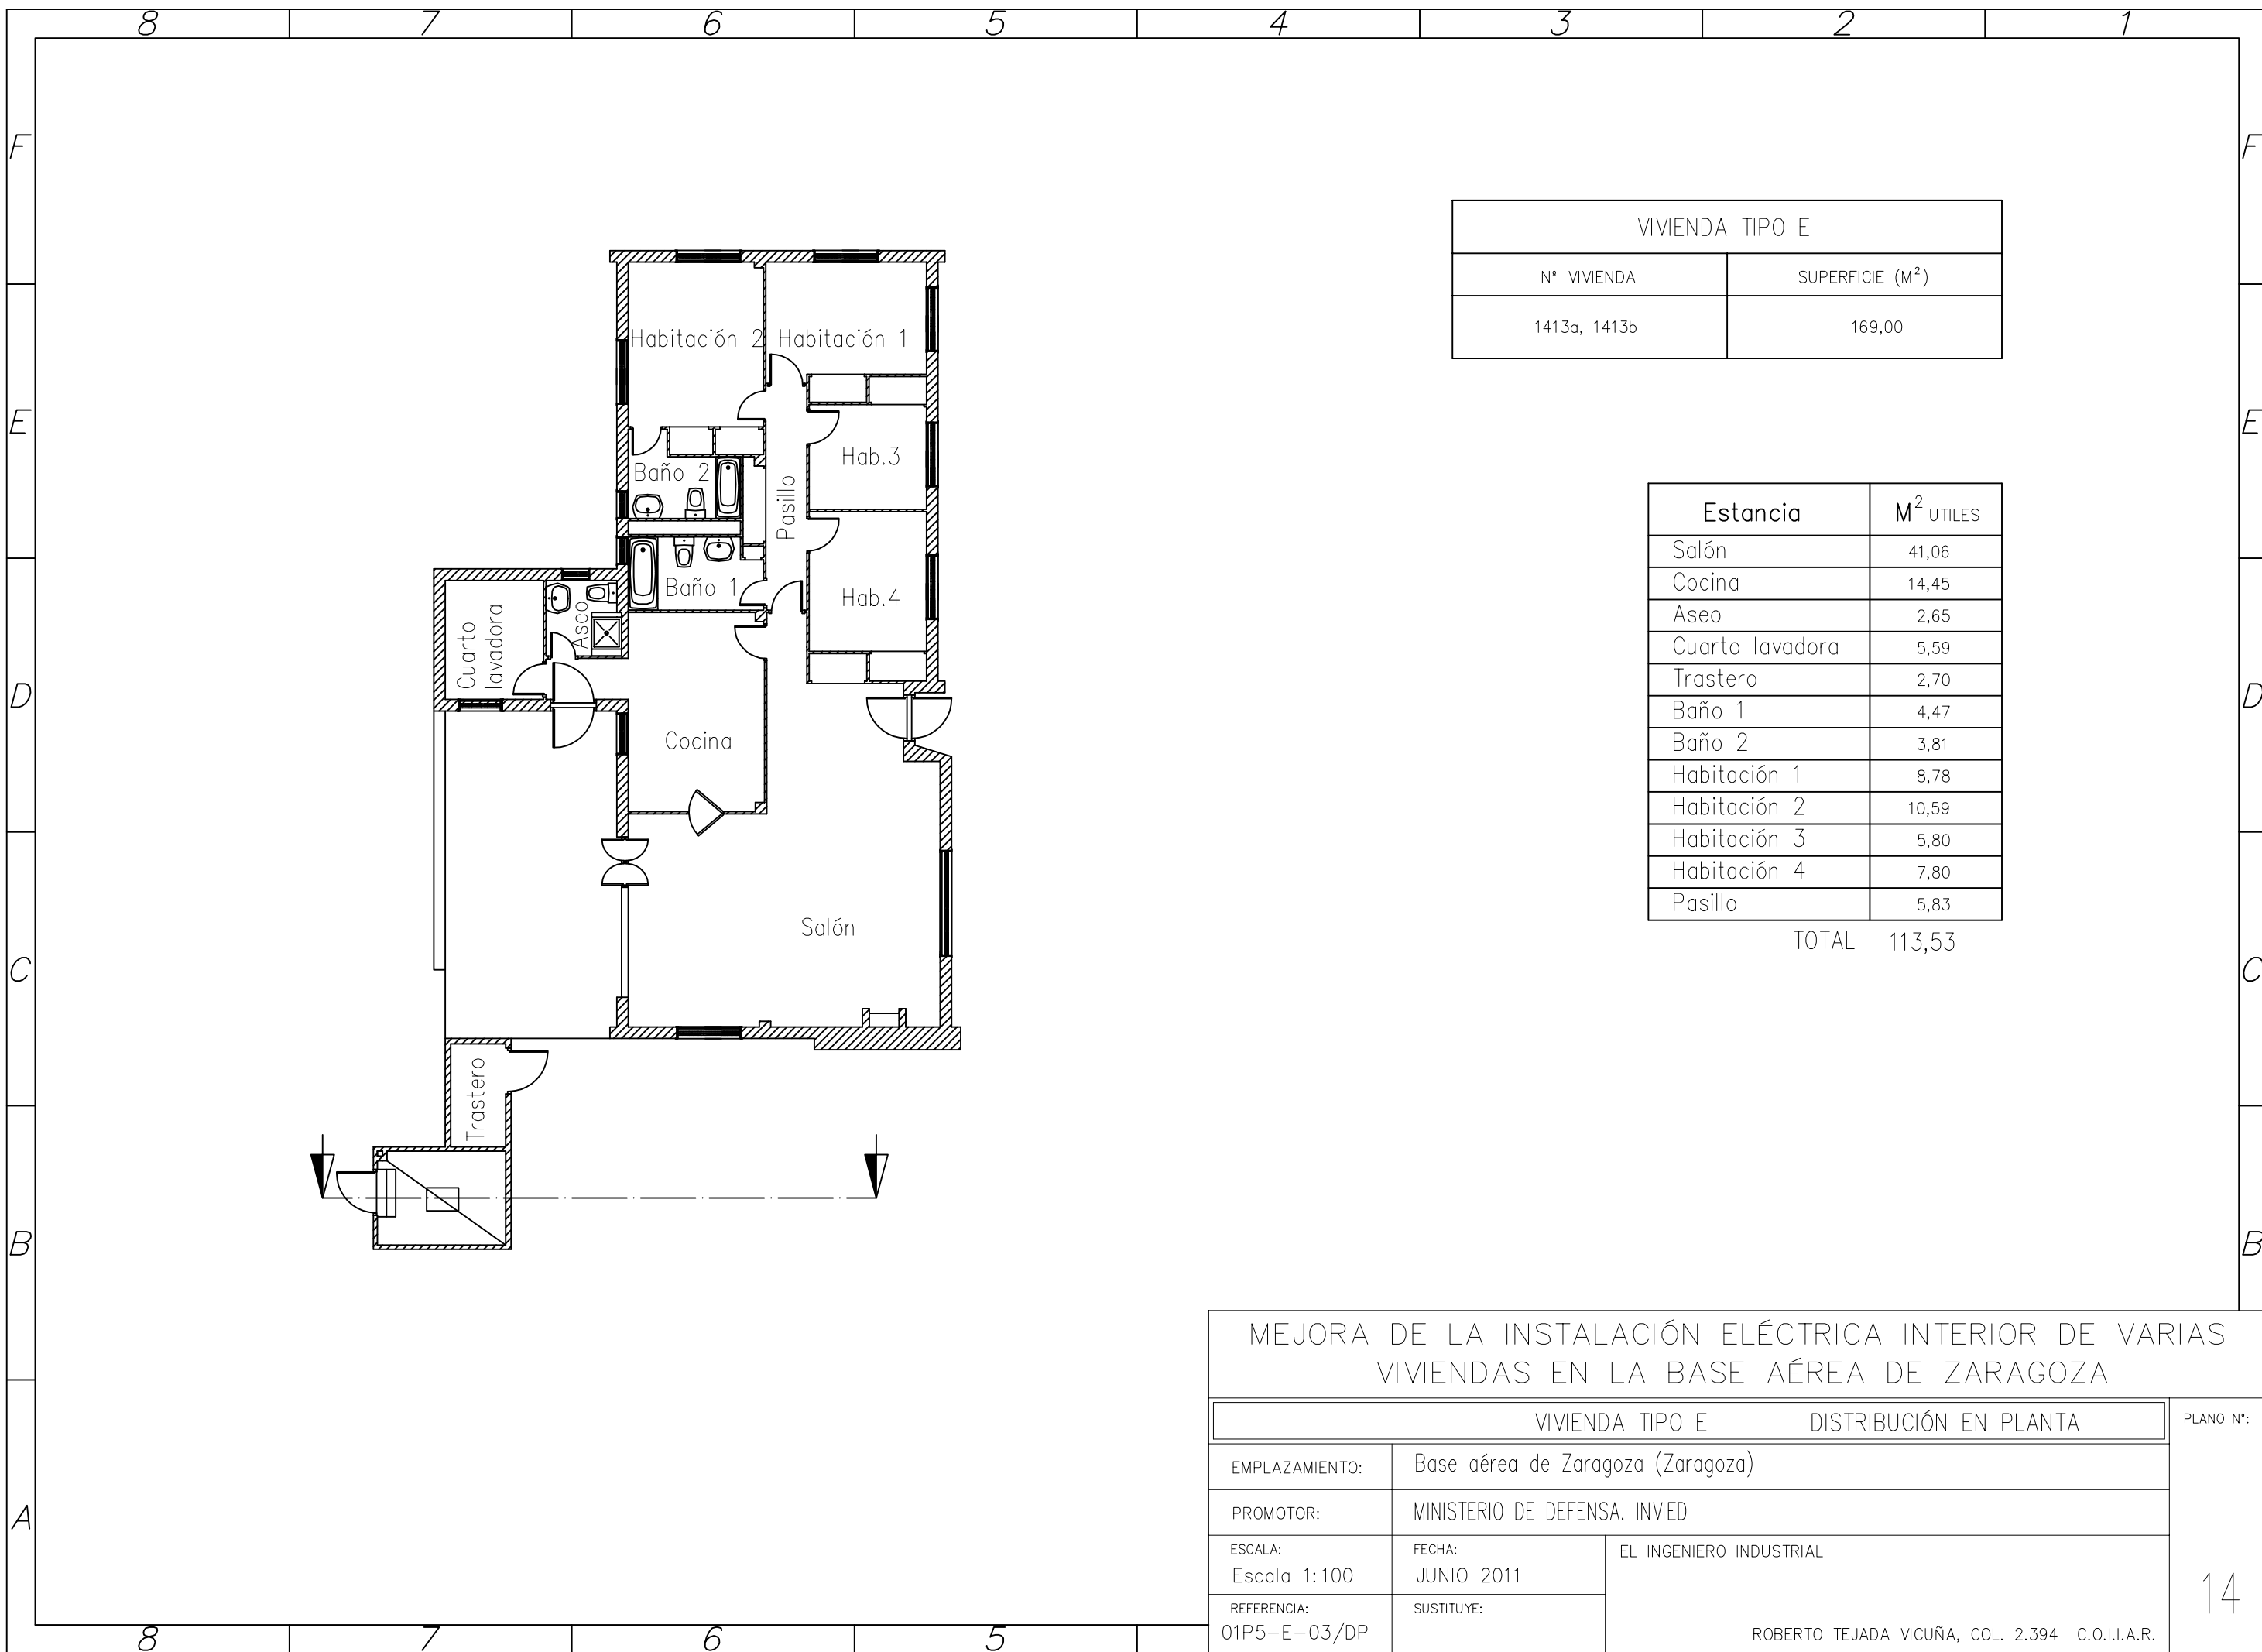 8 7 6 5 4 3 2 1
F F
VIVIENDA TIPO E
Nº VIVIENDA SUPERFICIE (M²)
1413a, 1413b 169,00
Habitación 2 Habitación 1
E E
Hab.3
Baño 2
Pasillo
Baño 1
Hab.4
Aseo
Cuarto
lavadora
D D
Cocina
Salón
C C
Trastero
B B
A
Estancia M² UTILES
Salón 41,06
Cocina 14,45
Aseo 2,65
Cuarto lavadora 5,59
Trastero 2,70
Baño 1 4,47
Baño 2 3,81
Habitación 1 8,78
Habitación 2 10,59
Habitación 3 5,80
Habitación 4 7,80
Pasillo 5,83
TOTAL 113,53
MEJORA DE LA INSTALACIÓN ELÉCTRICA INTERIOR DE VARIAS
VIVIENDAS EN LA BASE AÉREA DE ZARAGOZA
VIVIENDA TIPO E DISTRIBUCIÓN EN PLANTA
PLANO Nº:
14
EMPLAZAMIENTO: Base aérea de Zaragoza (Zaragoza)
PROMOTOR: MINISTERIO DE DEFENSA. INVIED
ESCALA:
Escala 1:100
FECHA:
JUNIO 2011
EL INGENIERO INDUSTRIAL
REFERENCIA:
01P5-E-03/DP
SUSTITUYE:
ROBERTO TEJADA VICUÑA, COL. 2.394 C.O.I.I.A.R.
8 7 6 5